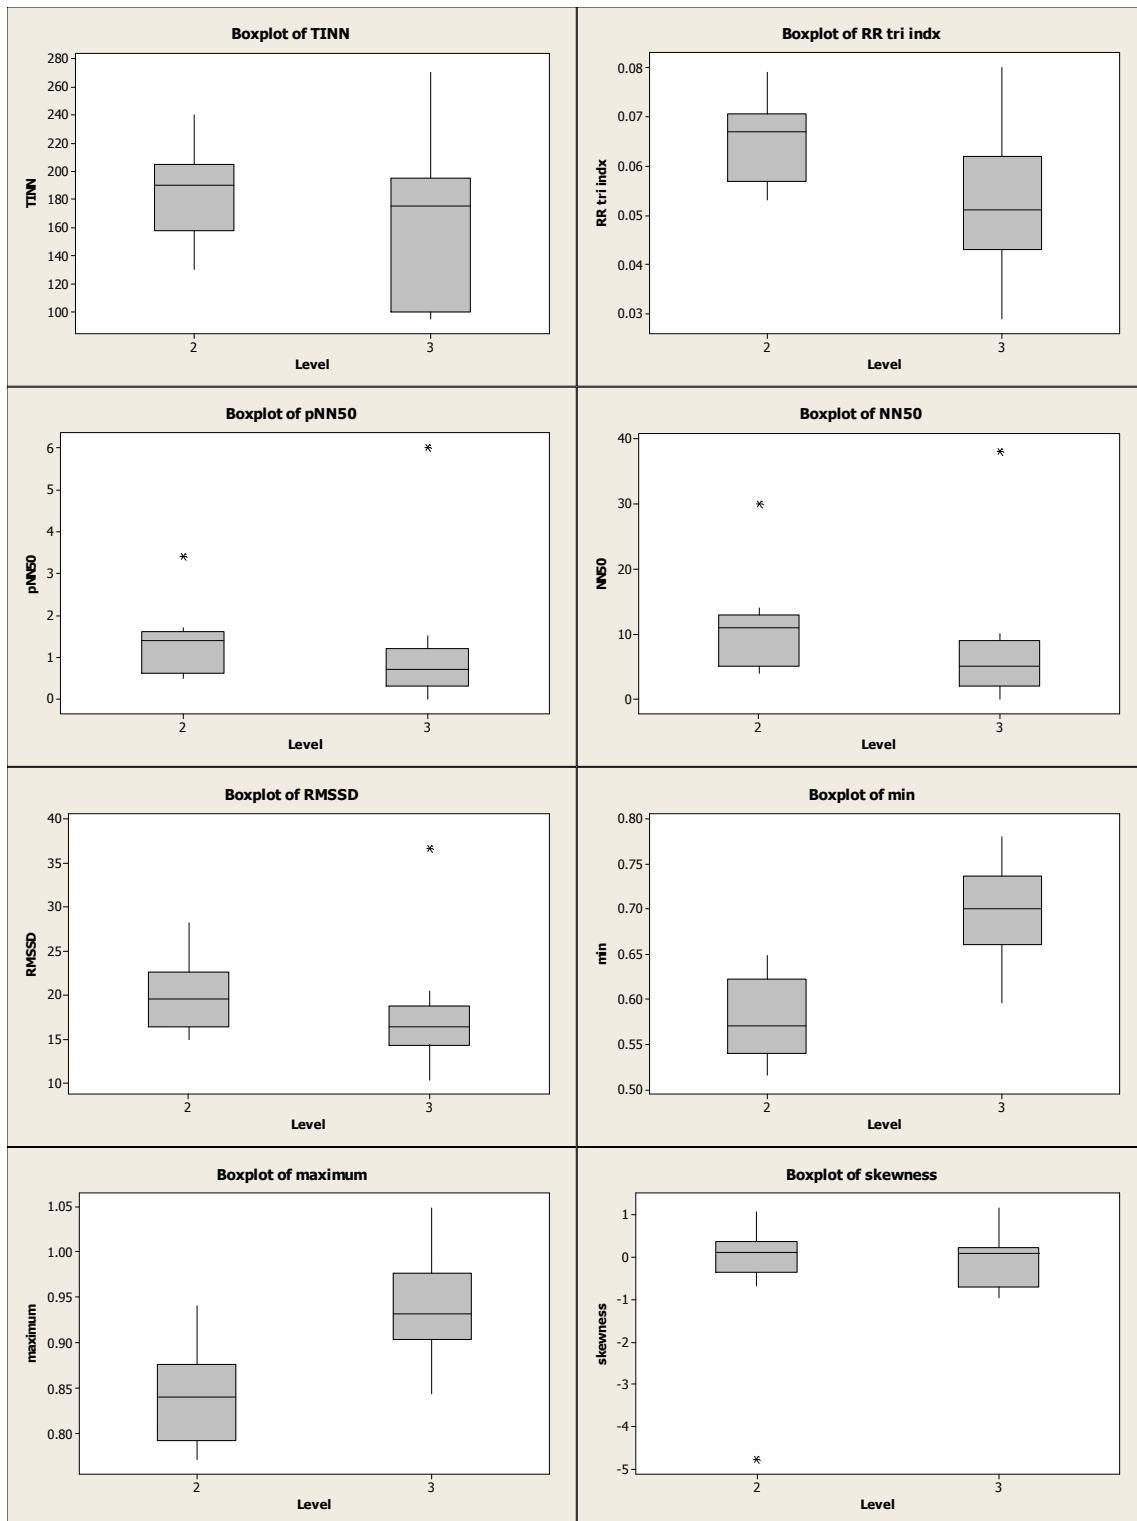 Boxplot of TINN
280
260
240
220
200
180
160
140
120
100
TINN
2 3
Level
Boxplot of RR tri indx
0.08
0.07
0.06
0.05
0.04
0.03
RR tri indx
2 3
Level
Boxplot of pNN50
6
5
4
3
2
1
0
pNN50
2 3
Level
Boxplot of NN50
40
30
20
10
0
NN50
2 3
Level
Boxplot of RMSSD
40
35
30
25
20
15
10
RMSSD
2 3
Level
Boxplot of min
0.80
0.75
0.70
0.65
0.60
0.55
0.50
min
2 3
Level
Boxplot of maximum
1.05
1.00
0.95
0.90
0.85
0.80
maximum
2 3
Level
Boxplot of skewness
1
0
-1
-2
-3
-4
-5
skewness
2 3
Level